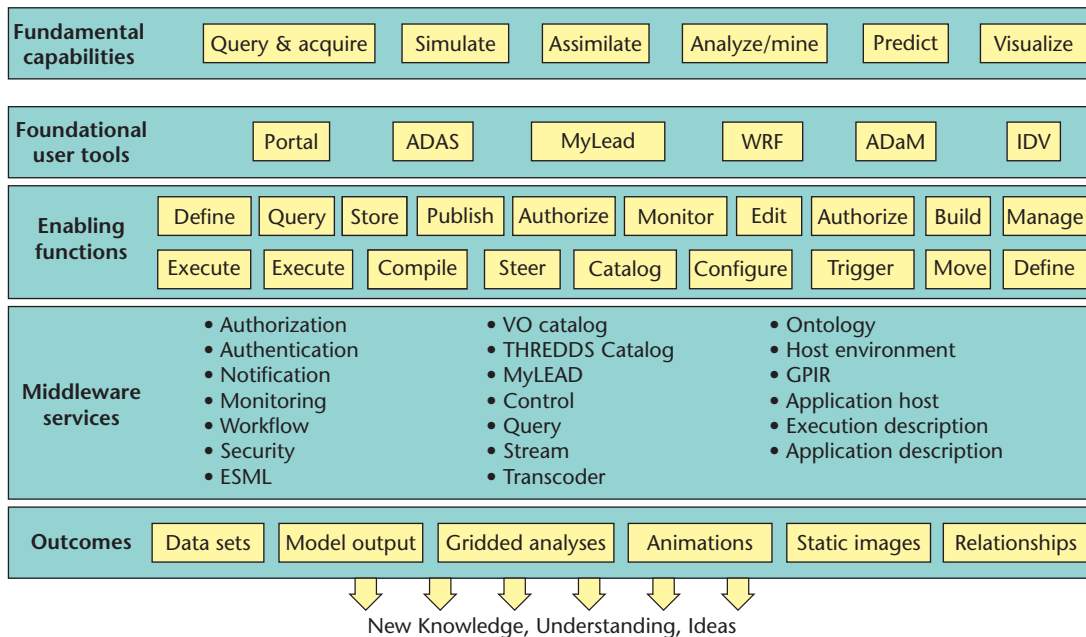 Fundamental
capabilities
Query & acquire Simulate Assimilate Analyze/mine Predict Visualize
Foundational
user tools
Portal ADAS MyLead WRF ADaM IDV
Enabling
functions
Define Query Store Publish Authorize Monitor Edit Authorize Build Manage
Execute Execute Compile Steer Catalog Configure Trigger Move Define
Middleware
services
• Authorization
• Authentication
• Notification
• Monitoring
• Workflow
• Security
• ESML
• VO catalog
• THREDDS Catalog
• MyLEAD
• Control
• Query
• Stream
• Transcoder
• Ontology
• Host environment
• GPIR
• Application host
• Execution description
• Application description
Outcomes
Data sets Model output Gridded analyses Animations Static images Relationships
New Knowledge, Understanding, Ideas